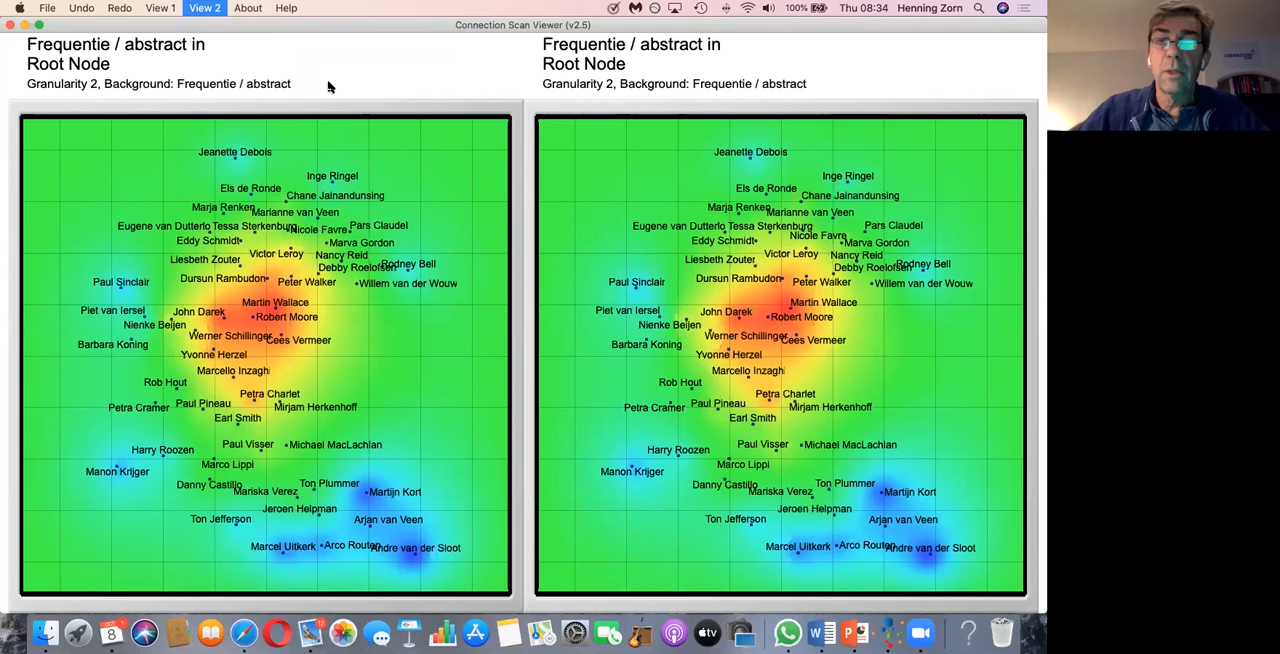 File Undo Redo View 1 View 2 About Help 100% Thu 08:34 Henning Zorn
Connection Scan Viewer (v2.5)
Frequentie / abstract in
Root Node
Granularity 2, Background: Frequentie / abstract
Jeanette Debois
Inge Ringel
Els de Ronde
Chane Jainandunsing
Marja Renken
Marianne van Veen
Eugene van Dutterlo Tessa Sterkenburg
Nicole Favre
Pars Claudel
Eddy Schmidt
Marva Gordon
Victor Leroy
Nancy Reid
Liesbeth Zouter
Debby Roelofsen
Rodney Bell
Dursun Rambudon
Peter Walker
Paul Sinclair
Willem van der Wouw
Martin Wallace
Piet van Iersel
John Darek
Robert Moore
Nienke Beijen
Werner Schillinger
Cees Vermeer
Barbara Koning
Yvonne Herzel
Marcello Inzaghi
Rob Hout
Petra Charlet
Petra Cramer
Paul Pineau
Mirjam Herkenhoff
Earl Smith
Paul Visser
Michael MacLachlan
Harry Roozen
Marco Lippi
Manon Krijger
Danny Castillo
Ton Plummer
Mariska Verez
Martijn Kort
Jeroen Helpman
Ton Jefferson
Arjan van Veen
Marcel Uitkerk
Arco Routen
Andre van der Sloot
Frequentie / abstract in
Root Node
Granularity 2, Background: Frequentie / abstract
Jeanette Debois
Inge Ringel
Els de Ronde
Chane Jainandunsing
Marja Renken
Marianne van Veen
Eugene van Dutterlo Tessa Sterkenburg
Pars Claudel
Nicole Favre
Eddy Schmidt
Marva Gordon
Victor Leroy
Nancy Reid
Liesbeth Zouter
Debby Roelofsen
Rodney Bell
Dursun Rambudon
Peter Walker
Paul Sinclair
Willem van der Wouw
Martin Wallace
Piet van Iersel
John Darek
Robert Moore
Nienke Beijen
Werner Schillinger
Cees Vermeer
Barbara Koning
Yvonne Herzel
Marcello Inzaghi
Rob Hout
Petra Charlet
Petra Cramer
Paul Pineau
Mirjam Herkenhoff
Earl Smith
Paul Visser
Michael MacLachlan
Harry Roozen
Marco Lippi
Manon Krijger
Danny Castillo
Ton Plummer
Mariska Verez
Martijn Kort
Jeroen Helpman
Ton Jefferson
Arjan van Veen
Marcel Uitkerk
Arco Routen
Andre van der Sloot
8
tv